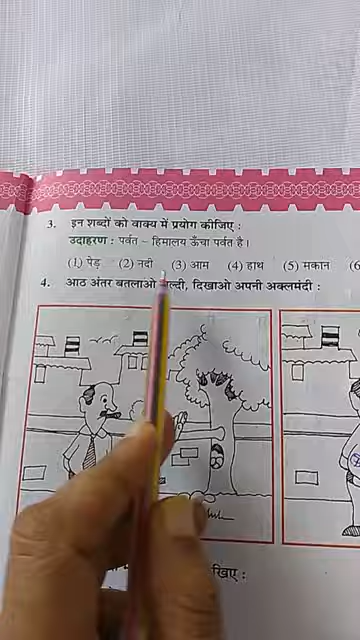 3. इन शब्दों को वाक्य में प्रयोग कीजिए :
उदाहरण : पर्वत – हिमालय ऊँचा पर्वत है।
(1) पेड़ (2) नदी (3) आम (4) हाथ (5) मकान (6
4. आठ अंतर बतलाओ जल्दी, दिखाओ अपनी अक्लमंदी :